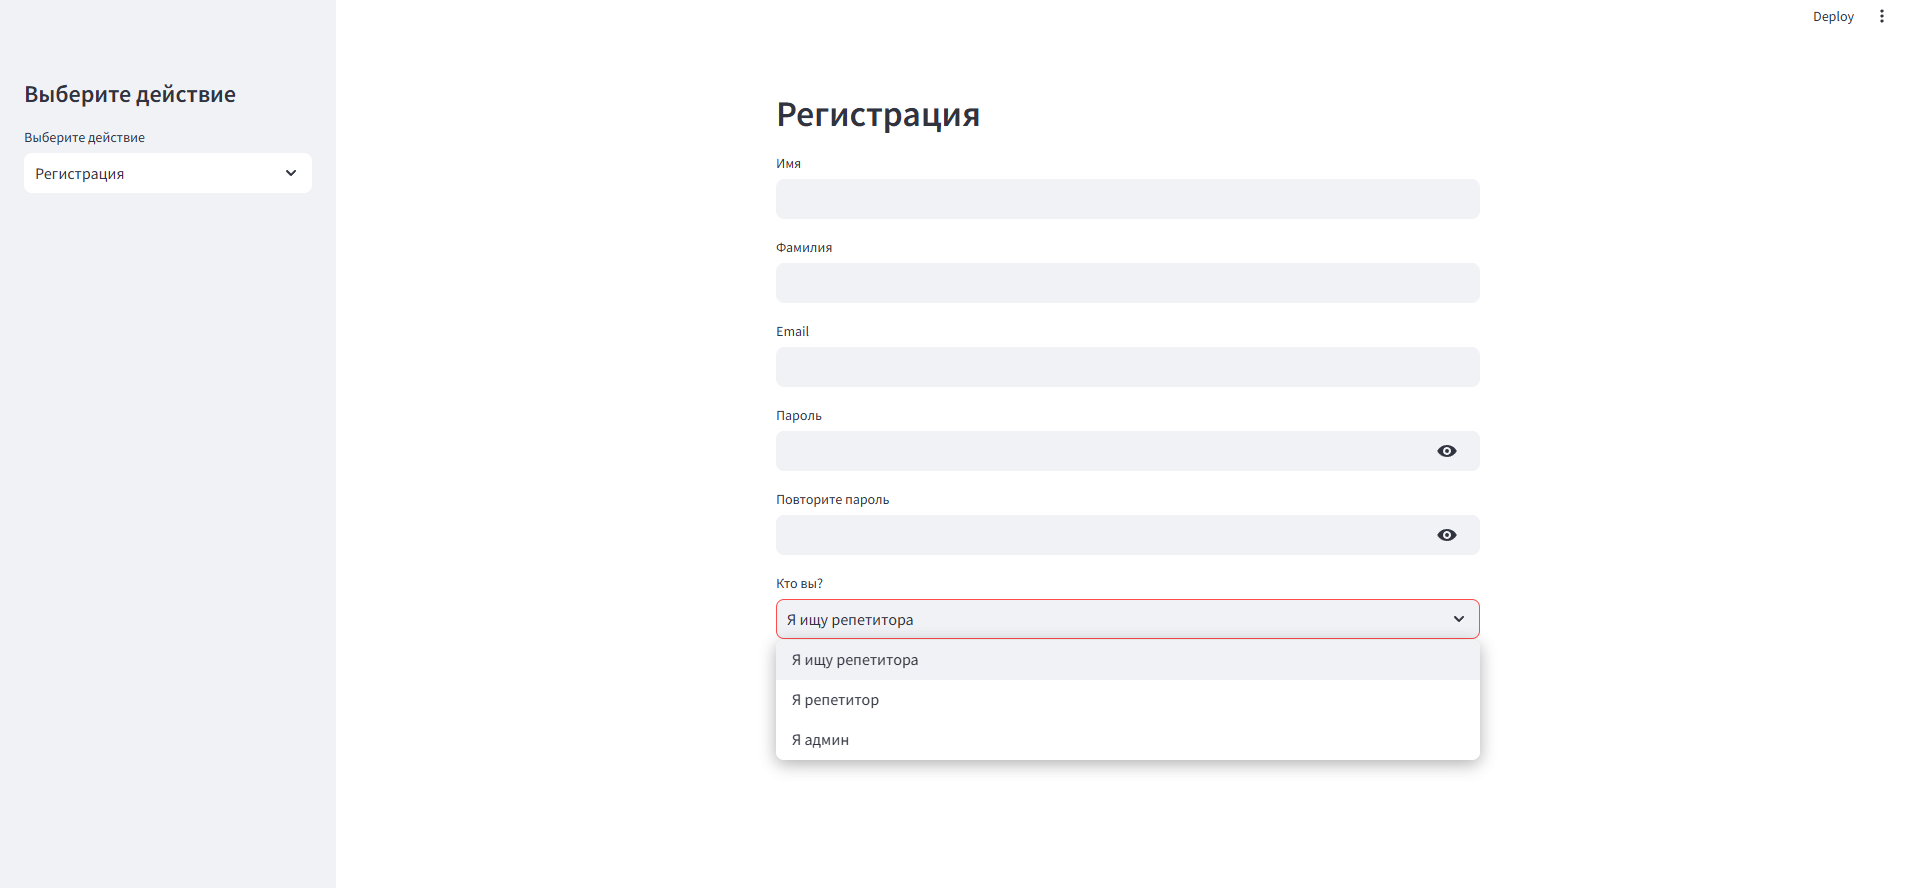 Deploy
Выберите действие
Выберите действие
Регистрация
Регистрация
Имя
Фамилия
Email
Пароль
Повторите пароль
Кто вы?
Я ищу репетитора
Я ищу репетитора
Я репетитор
Я админ